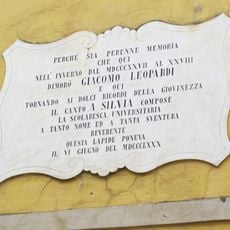 PERCHÈ SIA PERENNE MEMORIA
CHE QUI
NELL'INVERNO DAL MDCCCXXVII AL XXVIII
DIMORÒ GIACOMO LEOPARDI
E QUI
TORNANDO AI DOLCI RICORDI DELLA GIOVINEZZA
IL CANTO A SILVIA COMPOSE
LA SCOLARESCA UNIVERSITARIA
A TANTO NOME ED A TANTA SVENTURA
REVERENTE
QUESTA LAPIDE PONEVA
IL VI GIUGNO DEL MDCCCLXXX